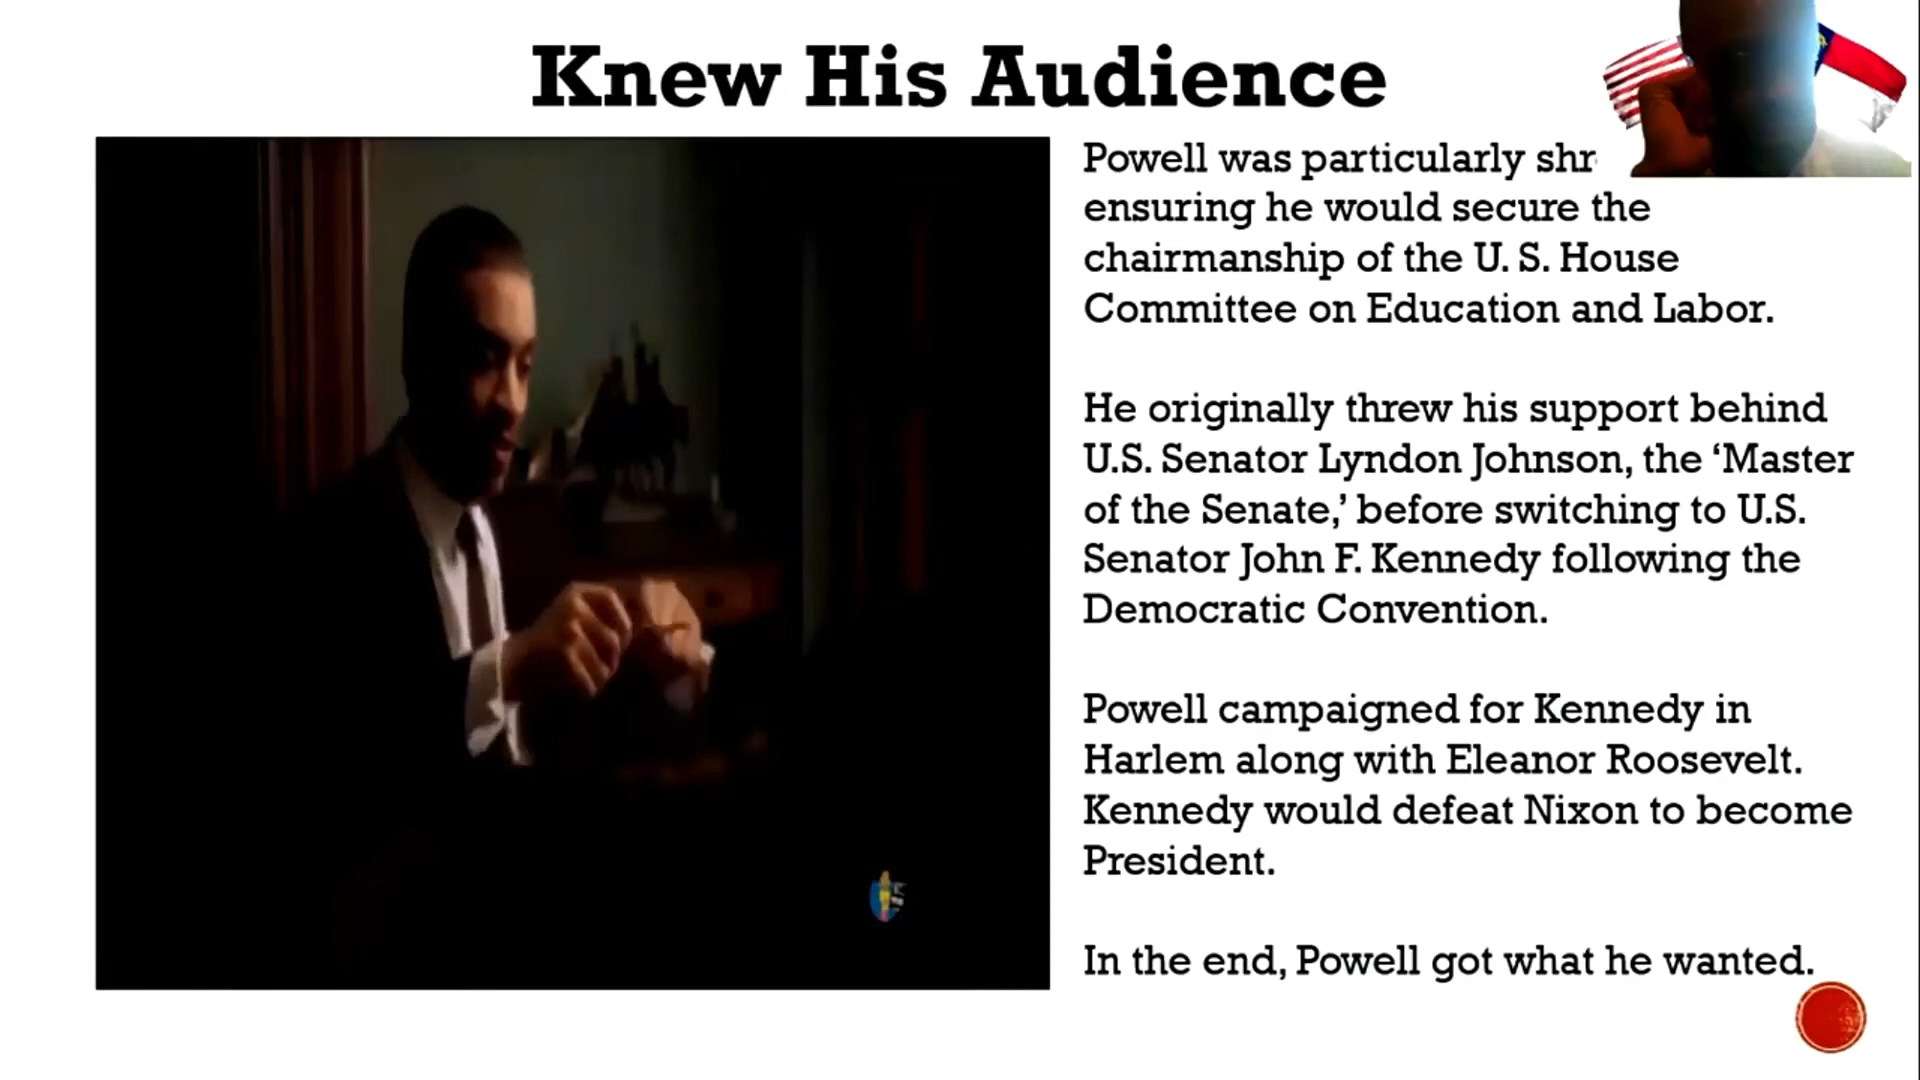 Knew His Audience
Powell was particularly shr
ensuring he would secure the
chairmanship of the U. S. House
Committee on Education and Labor.
He originally threw his support behind
U.S. Senator Lyndon Johnson, the ‘Master
of the Senate,’ before switching to U.S.
Senator John F. Kennedy following the
Democratic Convention.
Powell campaigned for Kennedy in
Harlem along with Eleanor Roosevelt.
Kennedy would defeat Nixon to become
President.
In the end, Powell got what he wanted.